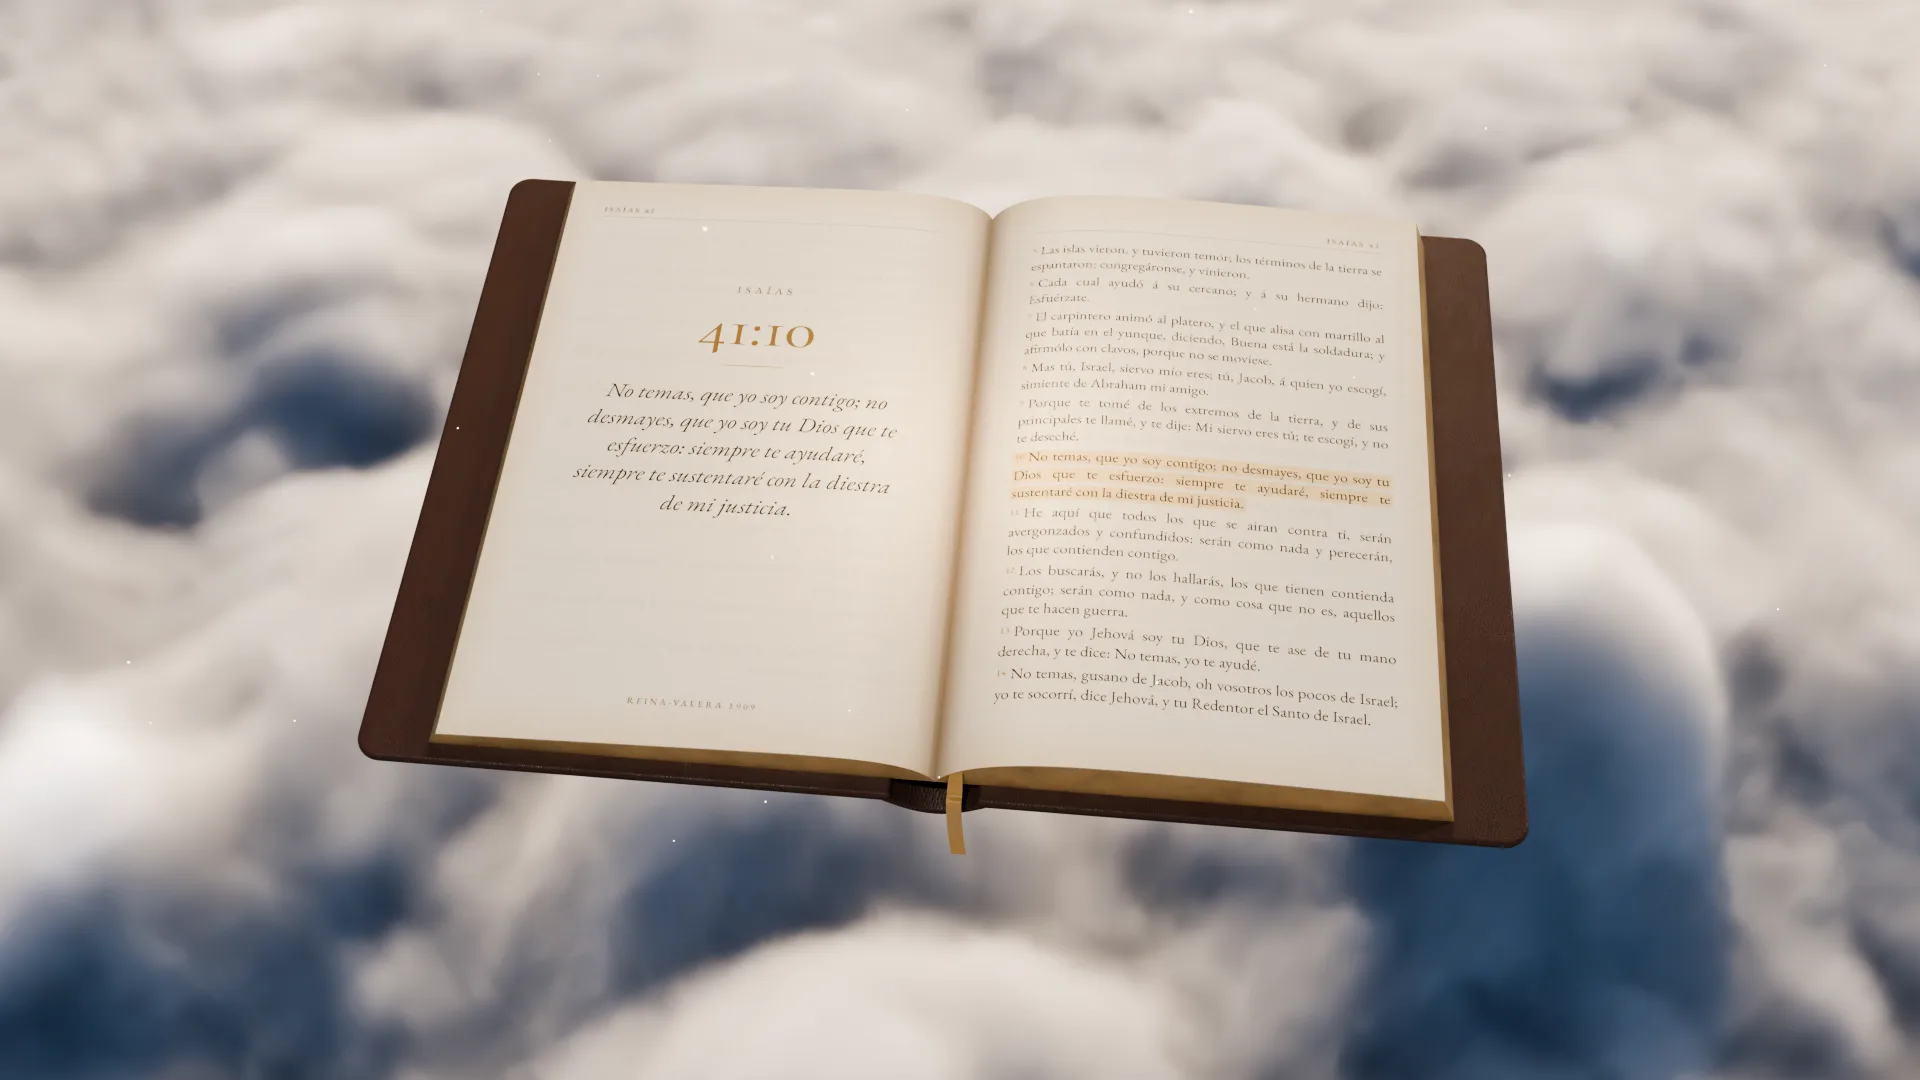 ISAÍAS 41
ISAÍAS
41:10
No temas, que yo soy contigo; no
desmayes, que yo soy tu Dios que te
esfuerzo: siempre te ayudaré,
siempre te sustentaré con la diestra
de mi justicia.
REINA-VALERA 1909
ISAÍAS 41
5 Las islas vieron, y tuvieron temor; los términos de la tierra se
espantaron: congregáronse, y vinieron.
6 Cada cual ayudó á su cercano; y á su hermano dijo:
Esfuérzate.
7 El carpintero animó al platero, y el que alisa con martillo al
que batía en el yunque, diciendo, Buena está la soldadura; y
afirmólo con clavos, porque no se moviese.
8 Mas tú, Israel, siervo mío eres; tú, Jacob, á quien yo escogí,
simiente de Abraham mi amigo.
9 Porque te tomé de los extremos de la tierra, y de sus
principales te llamé, y te dije: Mi siervo eres tú; te escogí, y no
te deseché.
10 No temas, que yo soy contigo; no desmayes, que yo soy tu
Dios que te esfuerzo: siempre te ayudaré, siempre te
sustentaré con la diestra de mi justicia.
11 He aquí que todos los que se airan contra ti, serán
avergonzados y confundidos: serán como nada y perecerán,
los que contienden contigo.
12 Los buscarás, y no los hallarás, los que tienen contienda
contigo; serán como nada, y como cosa que no es, aquellos
que te hacen guerra.
13 Porque yo Jehová soy tu Dios, que te ase de tu mano
derecha, y te dice: No temas, yo te ayudé.
14 No temas, gusano de Jacob, oh vosotros los pocos de Israel;
yo te socorrí, dice Jehová, y tu Redentor el Santo de Israel.